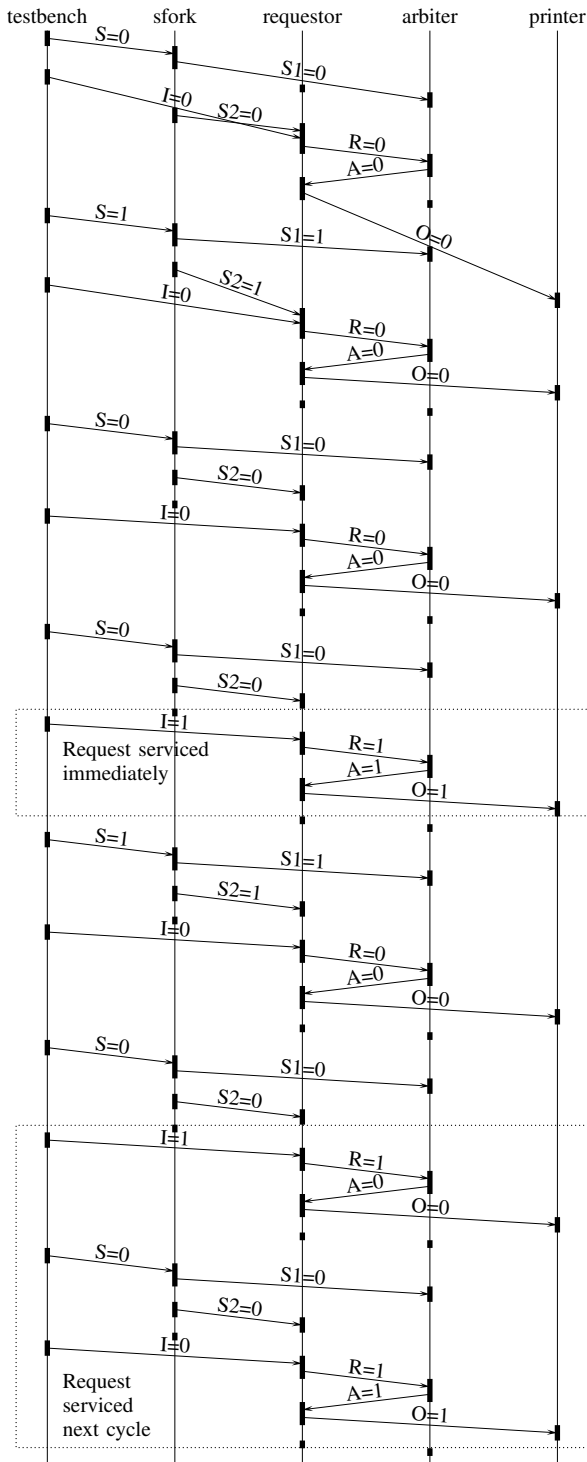 testbench sfork requestor arbiter printer
S=0
S1=0
I=0
S2=0
R=0
A=0
S=1
S1=1
O=0
S2=1
I=0
R=0
A=0
O=0
S=0
S1=0
S2=0
I=0
R=0
A=0
O=0
S=0
S1=0
S2=0
I=1
Request serviced
immediately
R=1
A=1
O=1
S=1
S1=1
S2=1
I=0
R=0
A=0
O=0
S=0
S1=0
S2=0
I=1
R=1
A=0
O=0
S=0
S1=0
S2=0
I=0
R=1
A=1
O=1
Request
serviced
next cycle